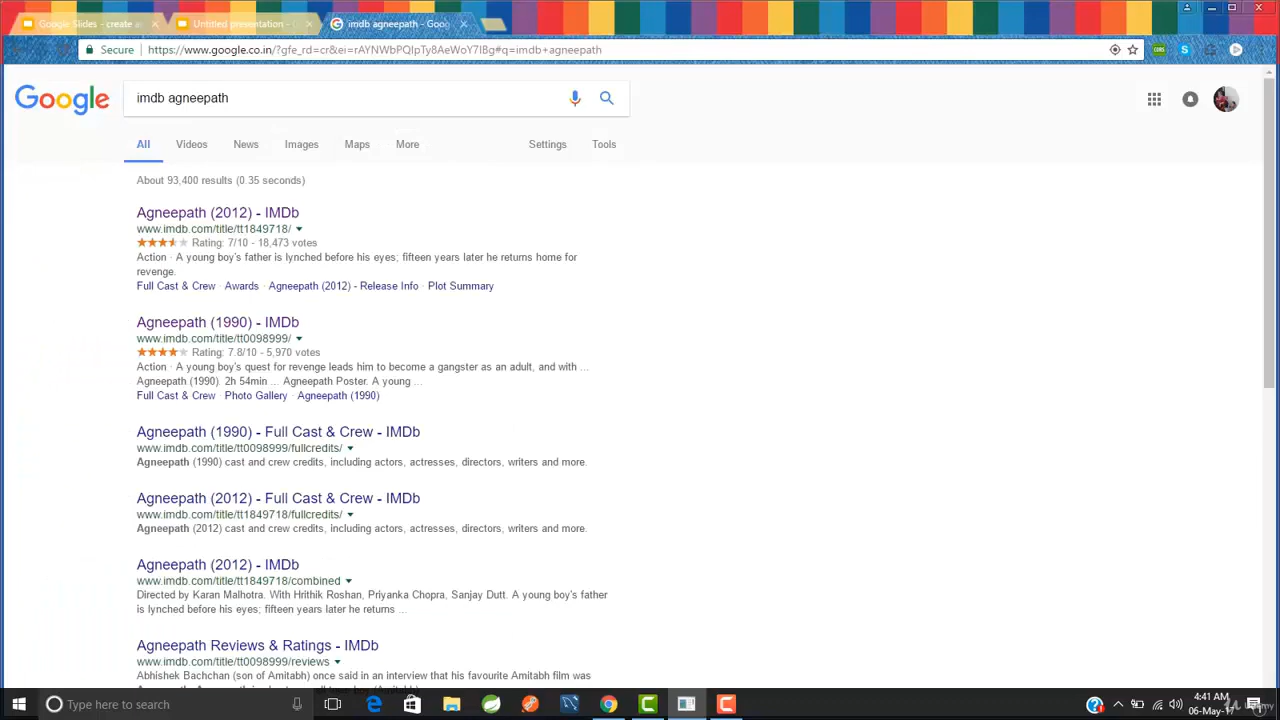 Google Slides - create a
Untitled presentation -
imdb agneepath - Goo
Secure
https://www.google.co.in/?gfe_rd=cr&ei=rAYNWbPQIpTy8AeWoY7IBg#q=imdb+agneepath
Google
imdb agneepath
All Videos News Images Maps More Settings Tools
About 93,400 results (0.35 seconds)
Agneepath (2012) - IMDb
www.imdb.com/title/tt1849718/
Rating: 7/10 - 18,473 votes
Action · A young boy's father is lynched before his eyes; fifteen years later he returns home for
revenge.
Full Cast & Crew · Awards · Agneepath (2012) - Release Info · Plot Summary
Agneepath (1990) - IMDb
www.imdb.com/title/tt0098999/
Rating: 7.8/10 - 5,970 votes
Action · A young boy's quest for revenge leads him to become a gangster as an adult, and with ...
Agneepath (1990). 2h 54min ... Agneepath Poster. A young ...
Full Cast & Crew · Photo Gallery · Agneepath (1990)
Agneepath (1990) - Full Cast & Crew - IMDb
www.imdb.com/title/tt0098999/fullcredits/
Agneepath (1990) cast and crew credits, including actors, actresses, directors, writers and more.
Agneepath (2012) - Full Cast & Crew - IMDb
www.imdb.com/title/tt1849718/fullcredits/
Agneepath (2012) cast and crew credits, including actors, actresses, directors, writers and more.
Agneepath (2012) - IMDb
www.imdb.com/title/tt1849718/combined
Directed by Karan Malhotra. With Hrithik Roshan, Priyanka Chopra, Sanjay Dutt. A young boy's father
is lynched before his eyes; fifteen years later he returns ...
Agneepath Reviews & Ratings - IMDb
www.imdb.com/title/tt0098999/reviews
Abhishek Bachchan (son of Amitabh) once said in an interview that his favourite Amitabh film was
Type here to search
4:41 AM
06-May-17